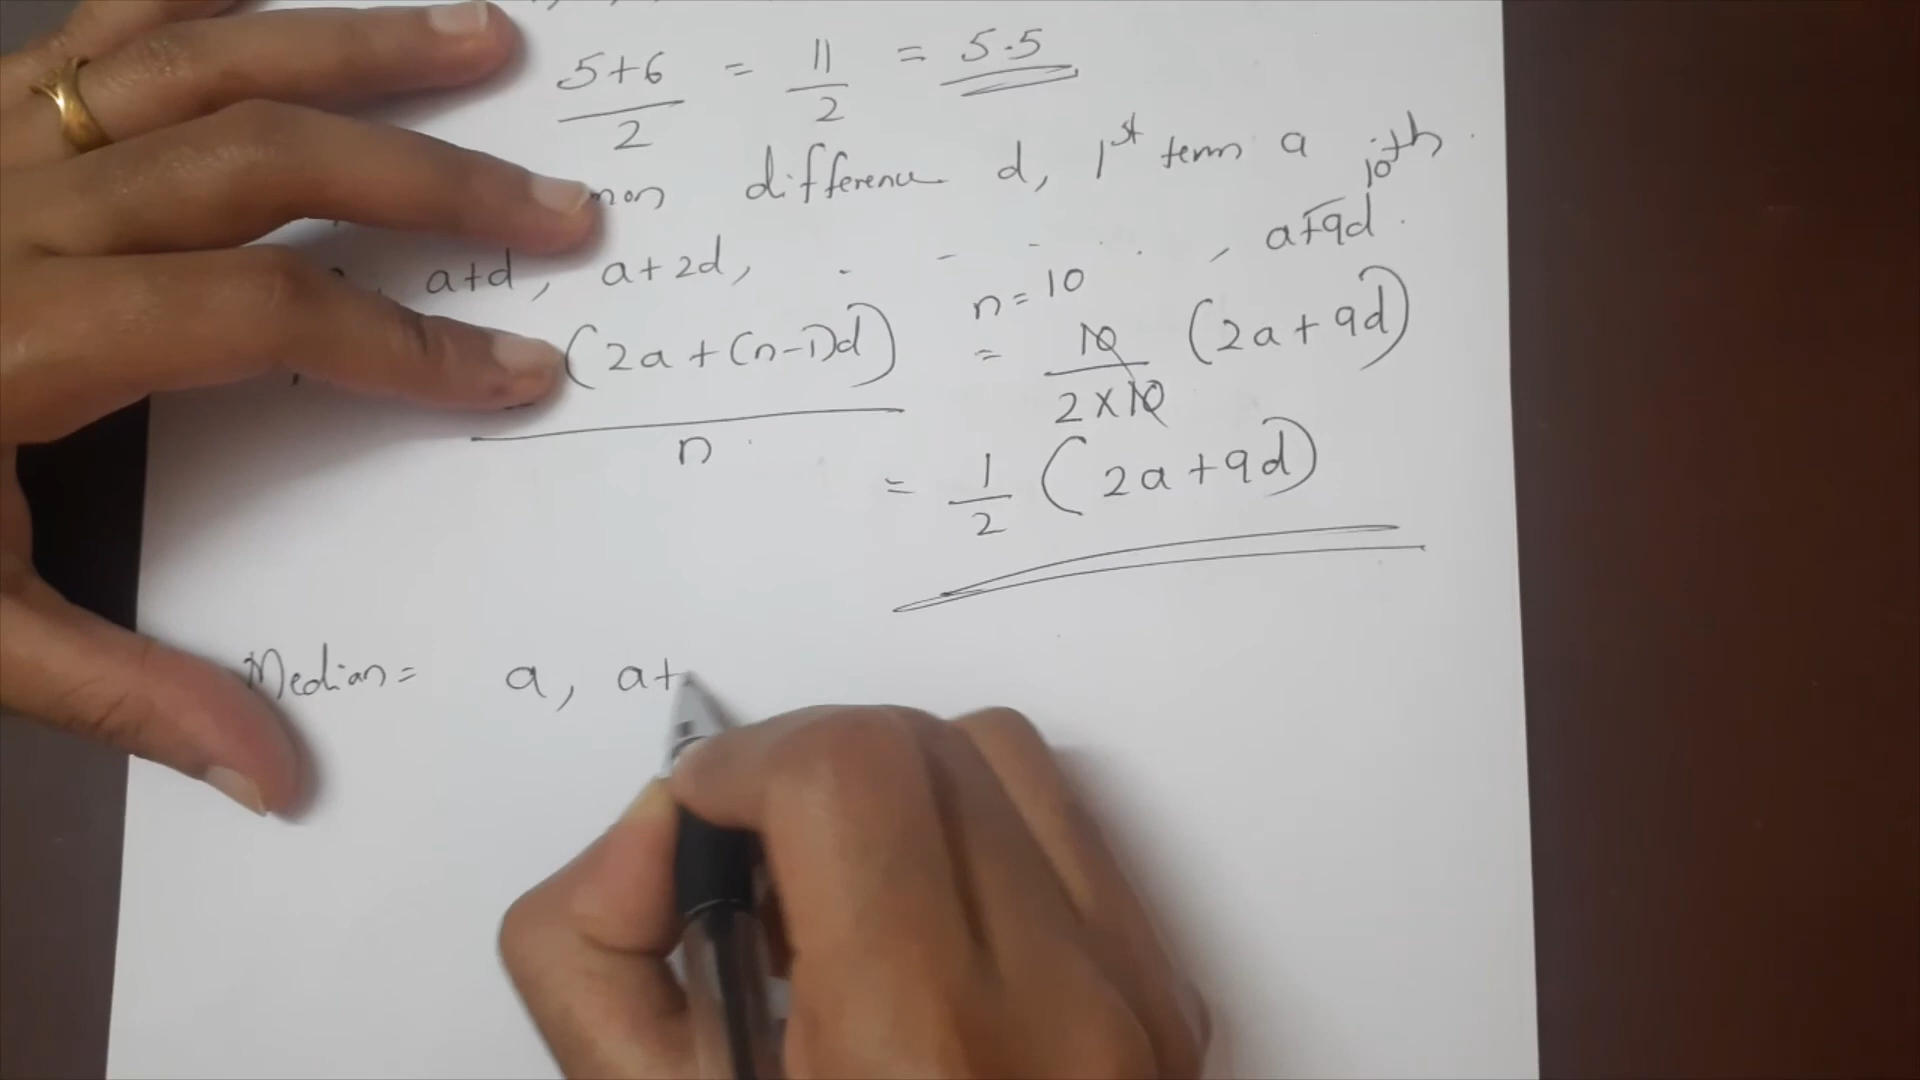 5+6/2 = 11/2 = 5.5
difference d, 1st term a 10th
a+d, a+2d, . - - . . , a+9d.
n=10
(2a+(n-1)d)/n = 10/2×10 (2a+9d)
= 1/2 (2a+9d)
Median= a, a+